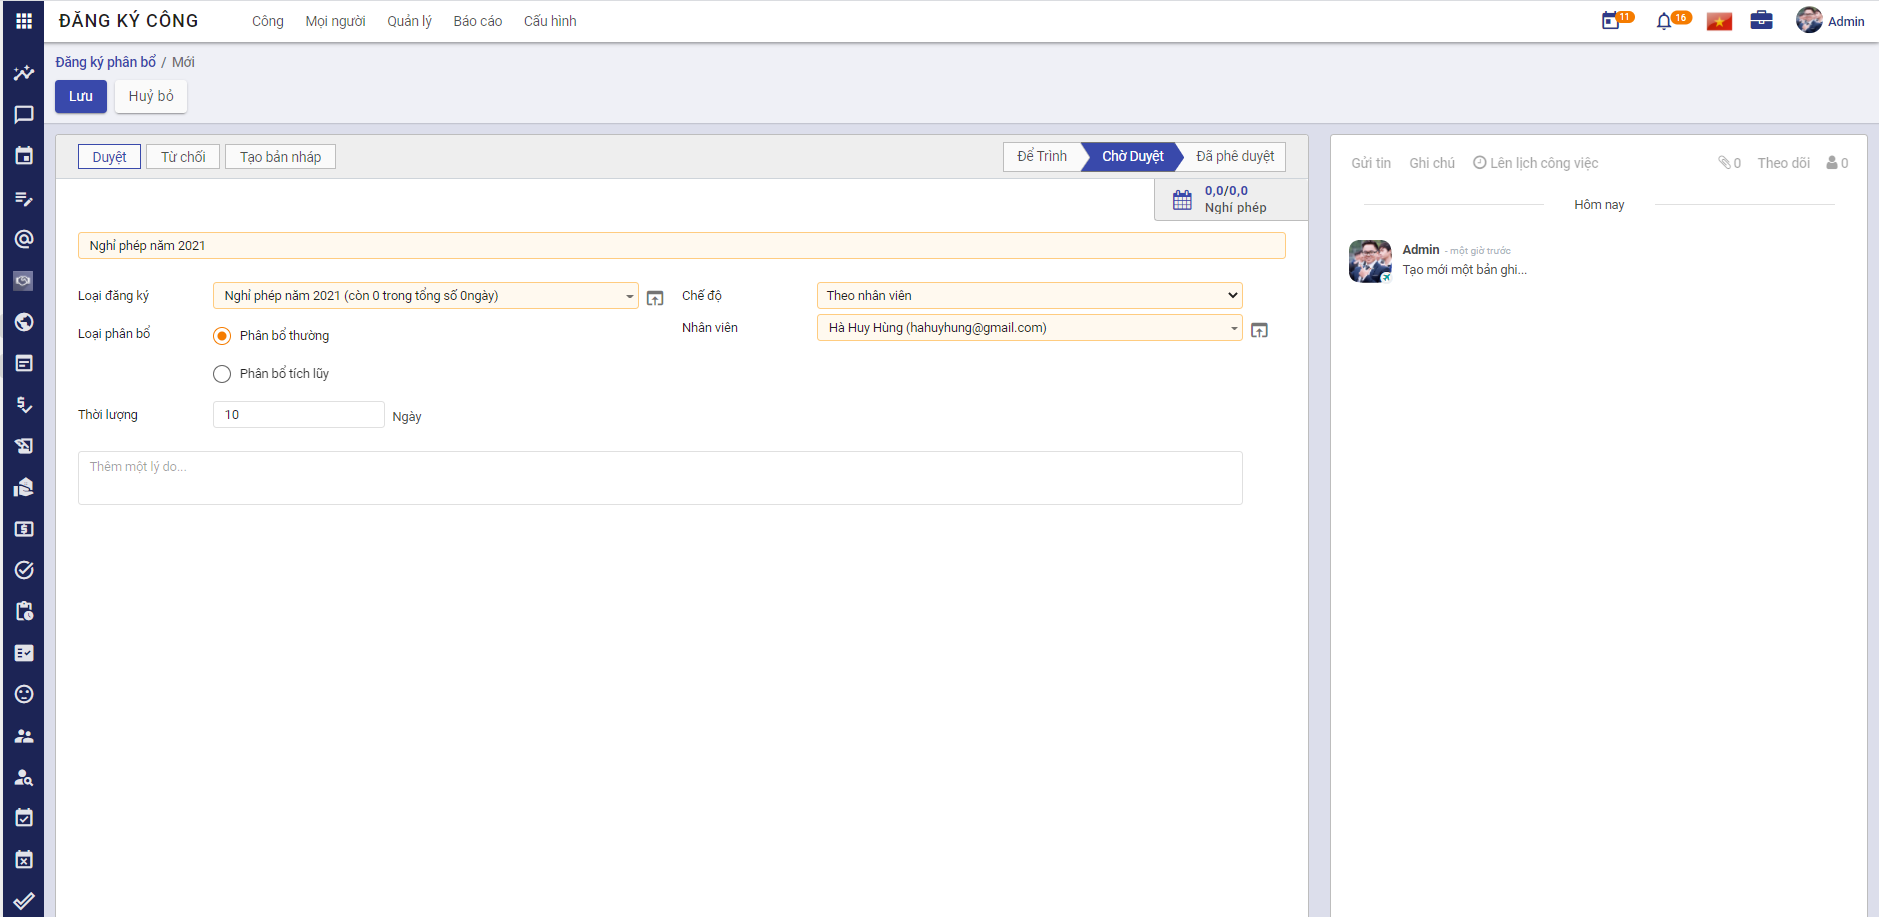 ĐĂNG KÝ CÔNG Công Mọi người Quản lý Báo cáo Cấu hình 11 16 Admin
Đăng ký phân bổ / Mới
Lưu Huỷ bỏ
Duyệt Từ chối Tạo bản nháp Để Trình Chờ Duyệt Đã phê duyệt
0,0/0,0
Nghỉ phép
Nghỉ phép năm 2021
Loại đăng ký Nghỉ phép năm 2021 (còn 0 trong tổng số 0ngày) Chế độ Theo nhân viên
Loại phân bổ Phân bổ thường Nhân viên Hà Huy Hùng (hahuyhung@gmail.com)
Phân bổ tích lũy
Thời lượng 10 Ngày
Thêm một lý do...
Gửi tin Ghi chú Lên lịch công việc 0 Theo dõi 0
Hôm nay
Admin - một giờ trước
Tạo mới một bản ghi...